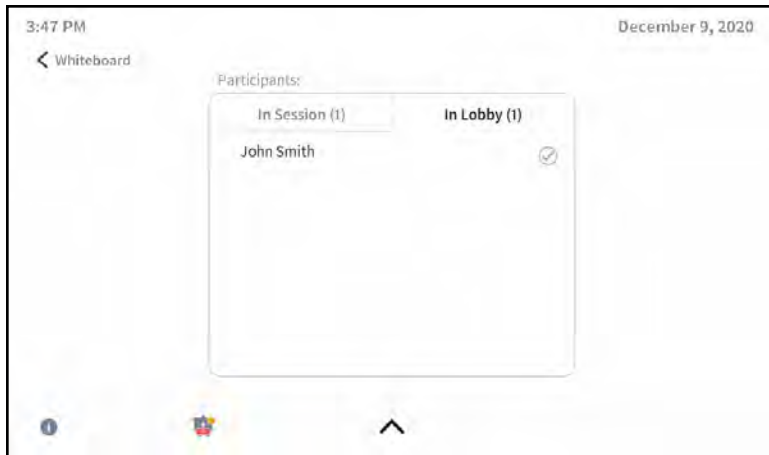 3:47 PM December 9, 2020
Whiteboard
Participants:
In Session (1) In Lobby (1)
John Smith